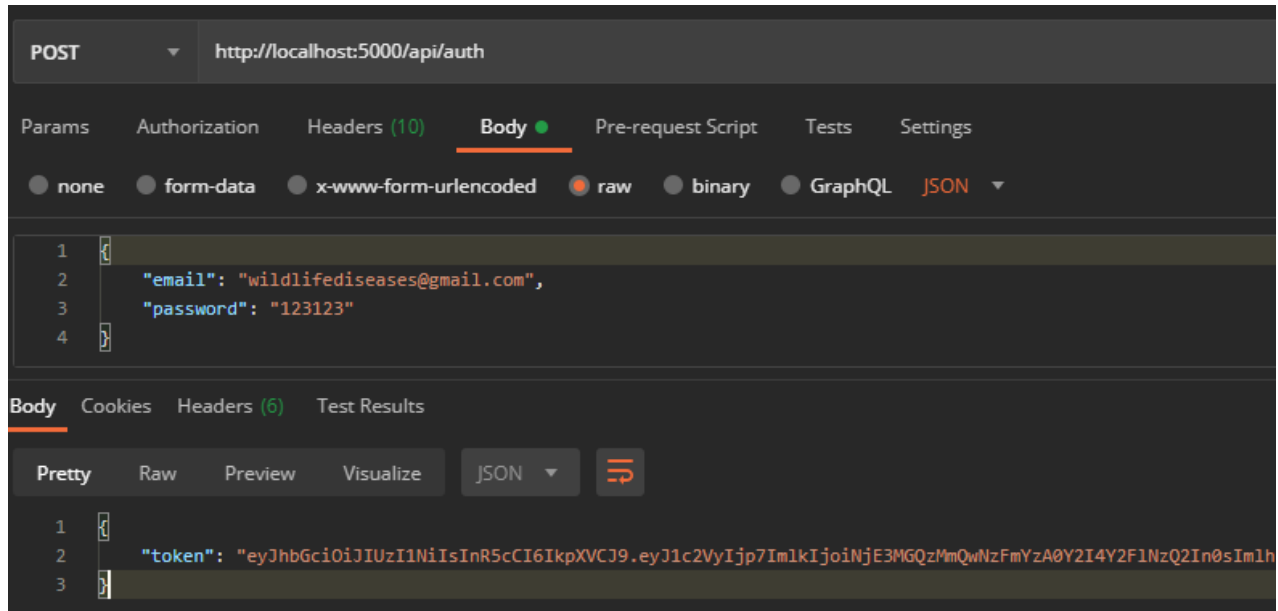 POST http://localhost:5000/api/auth
Params Authorization Headers (10) Body Pre-request Script Tests Settings
none form-data x-www-form-urlencoded raw binary GraphQL JSON
1 {
2 "email": "wildlifediseases@gmail.com",
3 "password": "123123"
4 }
Body Cookies Headers (6) Test Results
Pretty Raw Preview Visualize JSON
1 {
2 "token": "eyJhbGciOiJIUzI1NiIsInR5cCI6IkpXVCJ9.eyJ1c2VyIjp7ImlkIjoiNjE3MGQzMmQwNzFmYzA0Y2I4Y2FlNzQ2In0sImlh
3 }